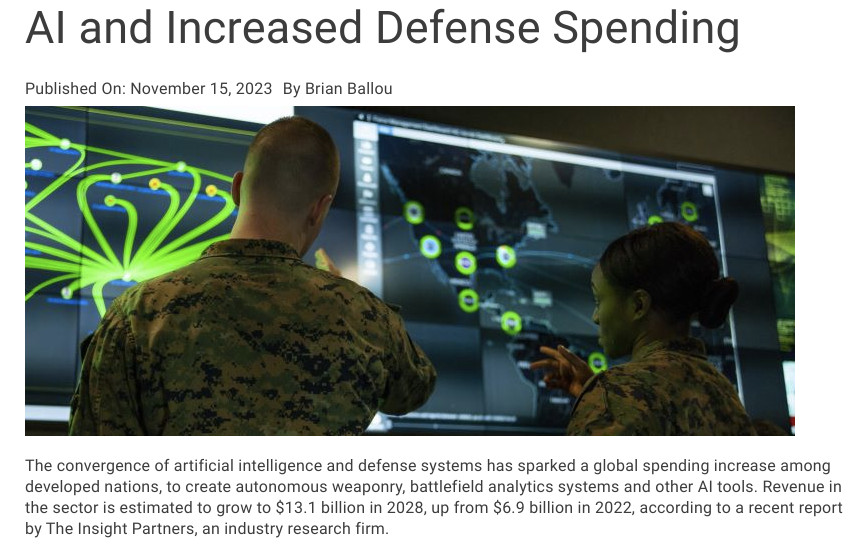 AI and Increased Defense Spending
Published On: November 15, 2023 By Brian Ballou
The convergence of artificial intelligence and defense systems has sparked a global spending increase among
developed nations, to create autonomous weaponry, battlefield analytics systems and other AI tools. Revenue in
the sector is estimated to grow to $13.1 billion in 2028, up from $6.9 billion in 2022, according to a recent report
by The Insight Partners, an industry research firm.